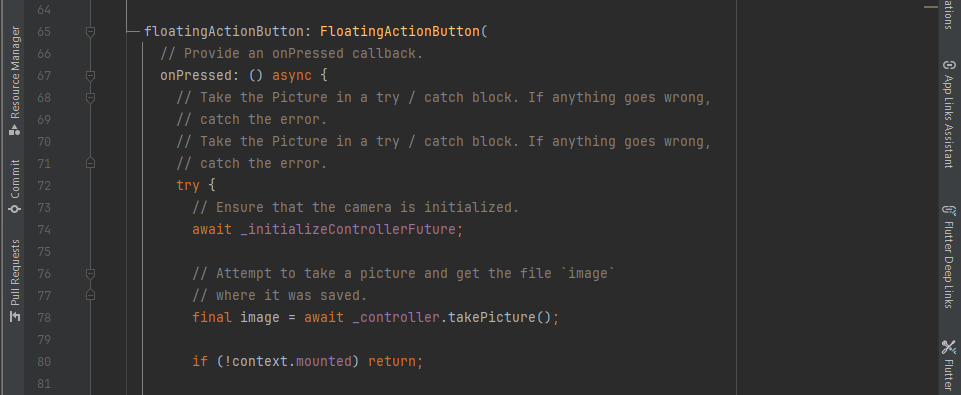 64
65 floatingActionButton: FloatingActionButton(
66 // Provide an onPressed callback.
67 onPressed: () async {
68 // Take the Picture in a try / catch block. If anything goes wrong,
69 // catch the error.
70 // Take the Picture in a try / catch block. If anything goes wrong,
71 // catch the error.
72 try {
73 // Ensure that the camera is initialized.
74 await _initializeControllerFuture;
75
76 // Attempt to take a picture and get the file `image`
77 // where it was saved.
78 final image = await _controller.takePicture();
79
80 if (!context.mounted) return;
81
Resource Manager
Commit
Pull Requests
ations
App Links Assistant
Flutter Deep Links
Flutter